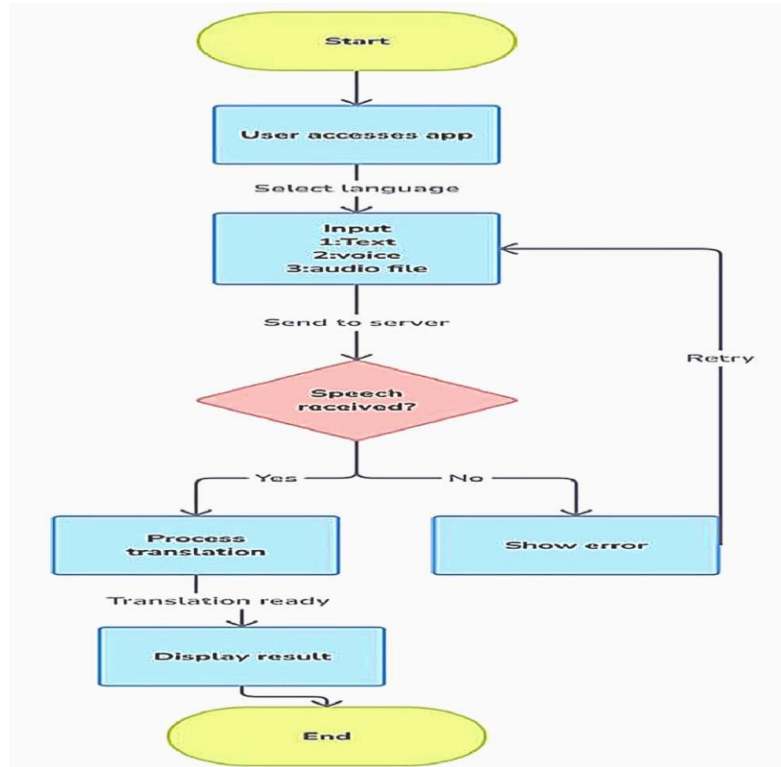 Start
User accesses app
Select language
Input
1:Text
2:voice
3:audio file
Send to server
Retry
Speech
received?
Yes
No
Process
translation
Show error
Translation ready
Display result
End